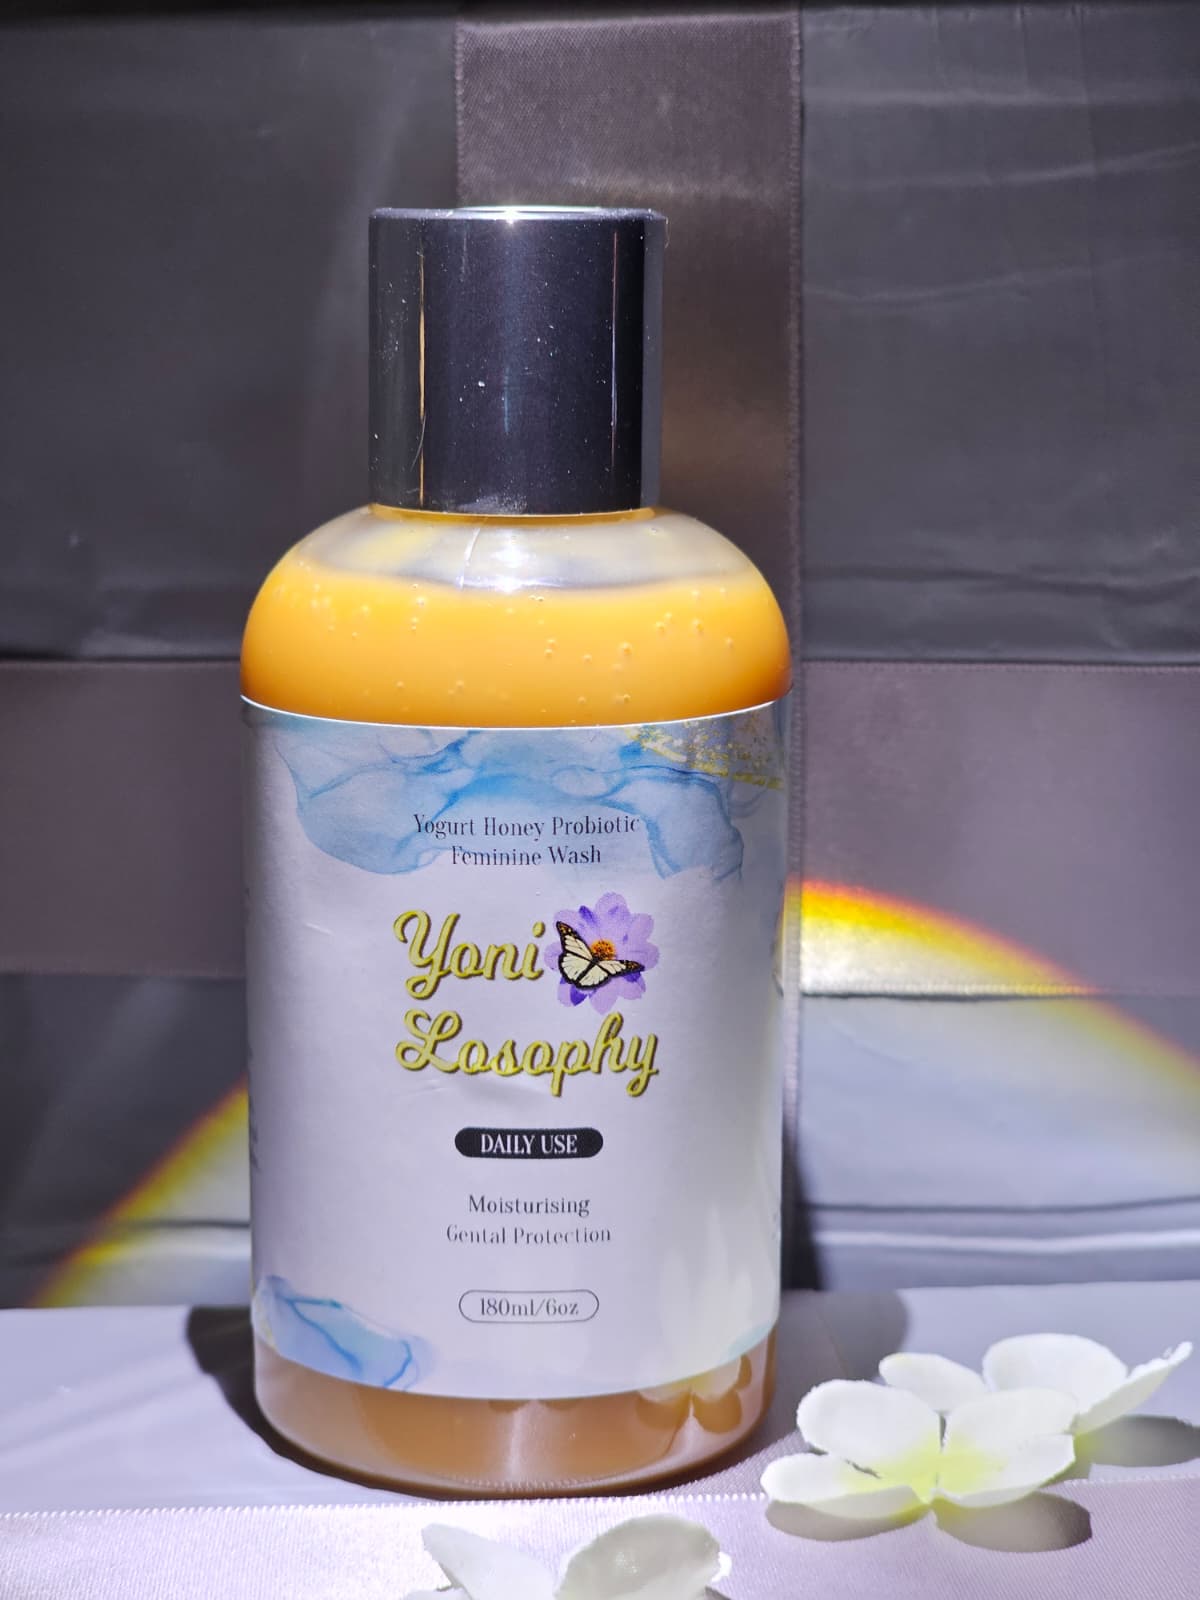 Yogurt Honey Probiotic
Feminine Wash
Yoni
Losophy
DAILY USE
Moisturising
Gental Protection
180ml/6oz